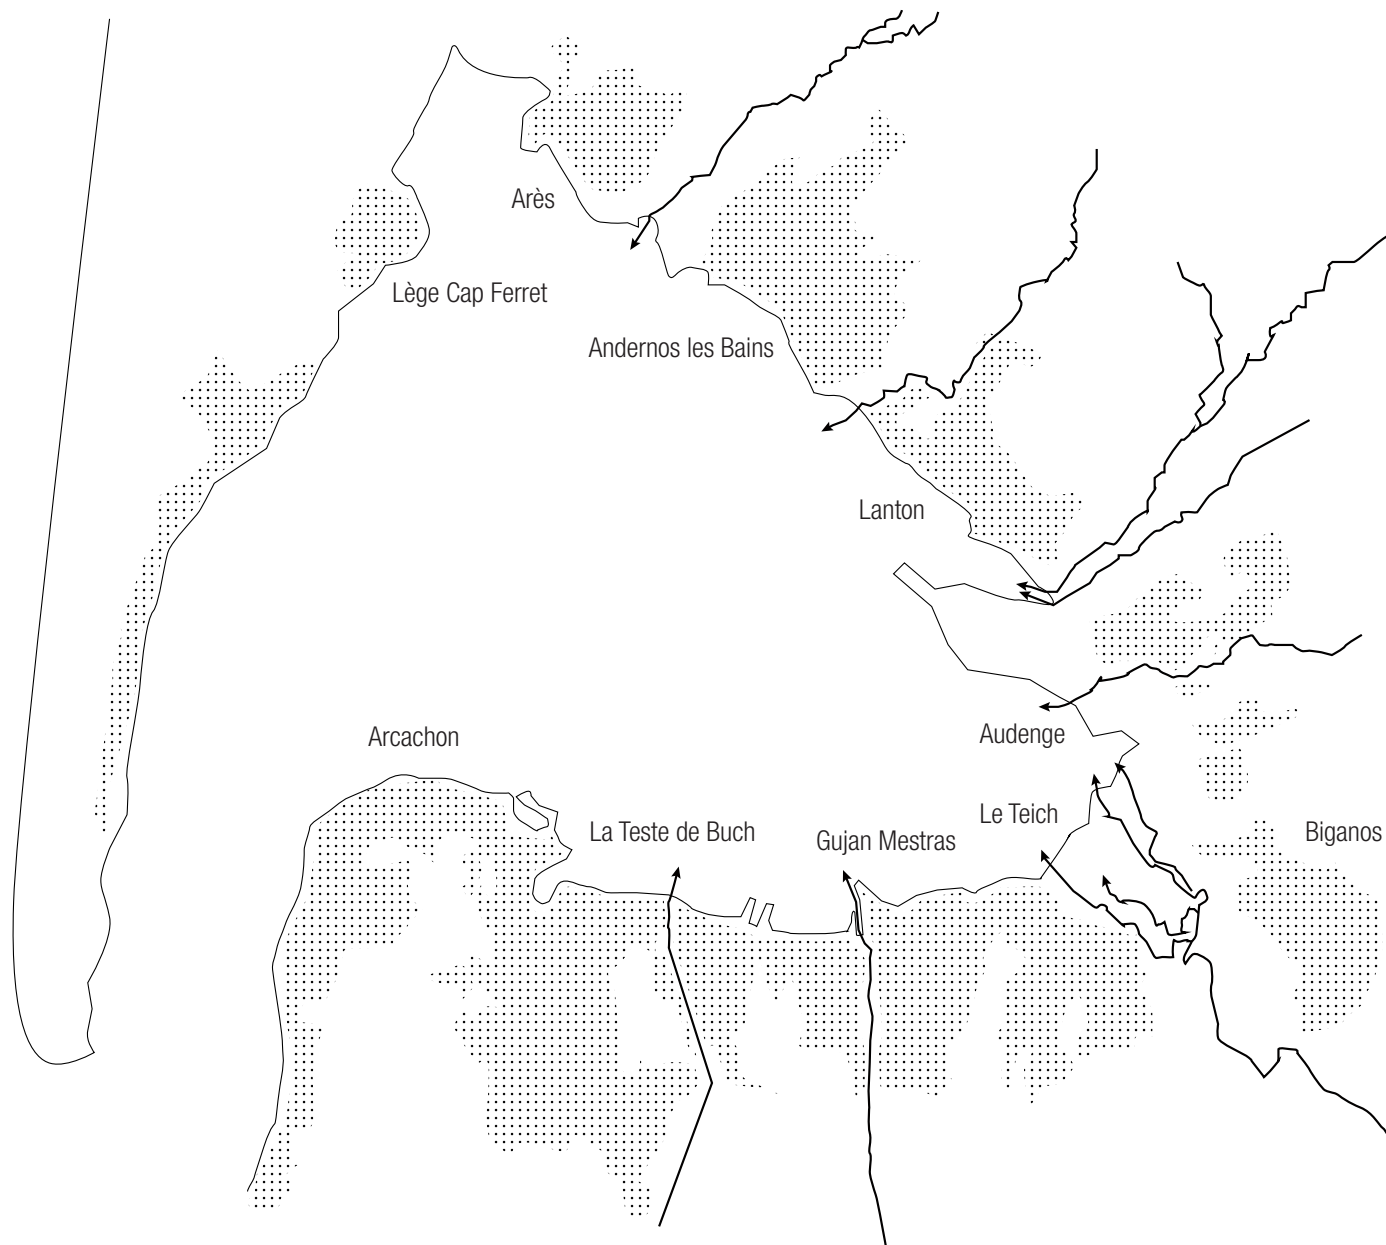 Arès
Lège Cap Ferret
Andernos les Bains
Lanton
Arcachon
Audenge
Le Teich
La Teste de Buch
Gujan Mestras
Biganos